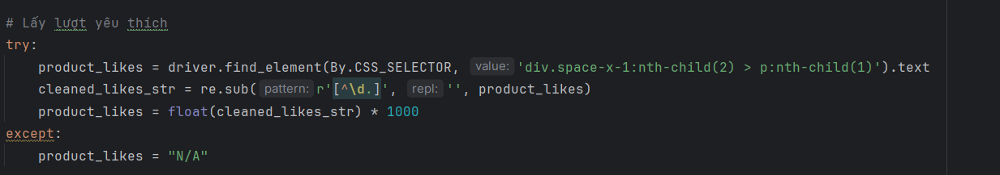 # Lấy lượt yêu thích
try:
    product_likes = driver.find_element(By.CSS_SELECTOR, value: 'div.space-x-1:nth-child(2) > p:nth-child(1)').text
    cleaned_likes_str = re.sub( pattern: r'[^\d.]', repl: '', product_likes)
    product_likes = float(cleaned_likes_str) * 1000
except:
    product_likes = "N/A"